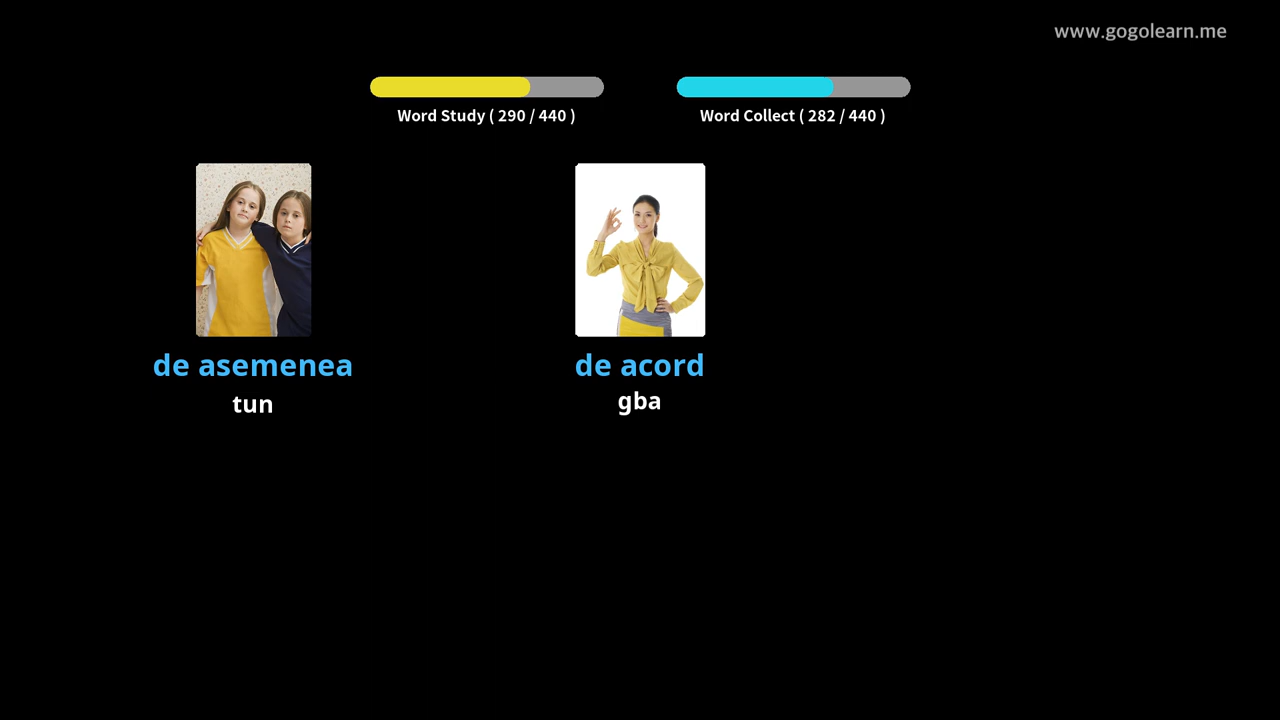 www.gogolearn.me
Word Study ( 290 / 440 )
Word Collect ( 282 / 440 )
de asemenea
tun
de acord
gba